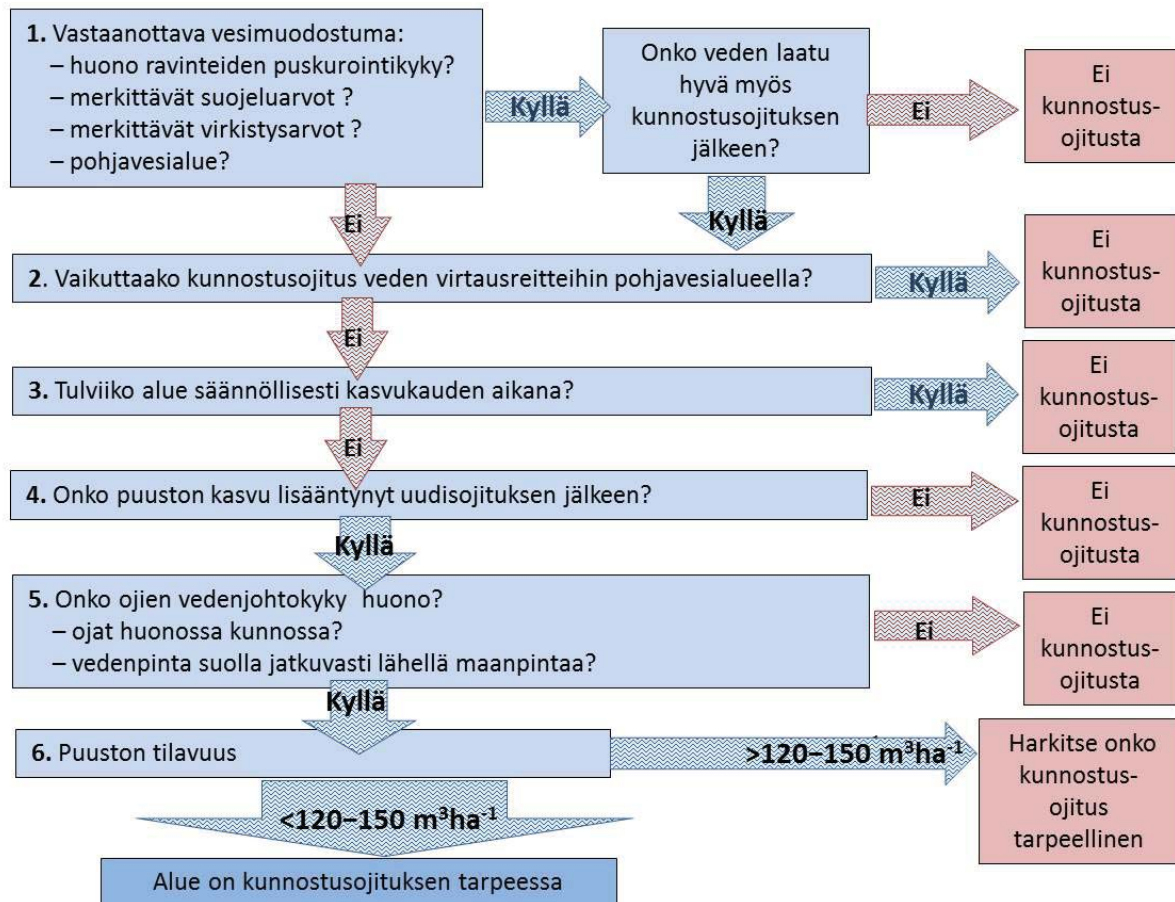 1. Vastaanottava vesimuodostuma:
– huono ravinteiden puskurointikyky?
– merkittävät suojeluarvot ?
– merkittävät virkistysarvot ?
– pohjavesialue?
Kyllä
Onko veden laatu
hyvä myös
kunnostusojituksen
jälkeen?
Ei
Ei
kunnostus-
ojitusta
Ei
Kyllä
2. Vaikuttaako kunnostusojitus veden virtausreitteihin pohjavesialueella?
Kyllä
Ei
kunnostus-
ojitusta
Ei
3. Tulviiko alue säännöllisesti kasvukauden aikana?
Kyllä
Ei
kunnostus-
ojitusta
Ei
4. Onko puuston kasvu lisääntynyt uudisojituksen jälkeen?
Ei
Ei
kunnostus-
ojitusta
Kyllä
5. Onko ojien vedenjohtokyky huono?
– ojat huonossa kunnossa?
– vedenpinta suolla jatkuvasti lähellä maanpintaa?
Ei
Ei
kunnostus-
ojitusta
Kyllä
6. Puuston tilavuus
>120–150 m³ha⁻¹
Harkitse onko
kunnostus-
ojitus
tarpeellinen
<120–150 m³ha⁻¹
Alue on kunnostusojituksen tarpeessa